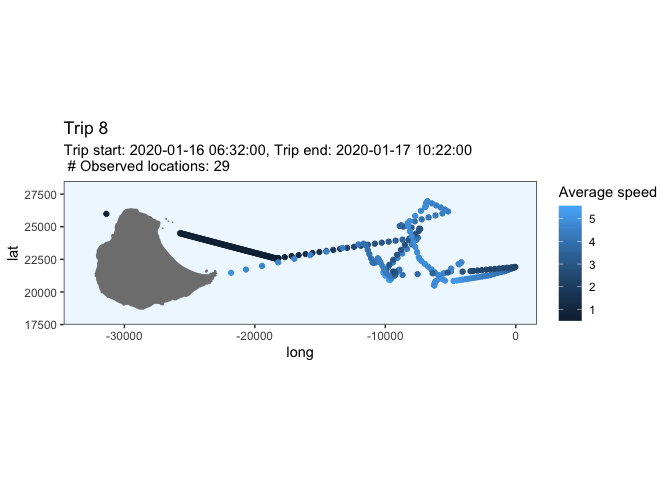 Trip 8
Trip start: 2020-01-16 06:32:00, Trip end: 2020-01-17 10:22:00
# Observed locations: 29
Average speed
27500
25000
22500
20000
17500
lat
-30000
-20000
-10000
0
long
5
4
3
2
1